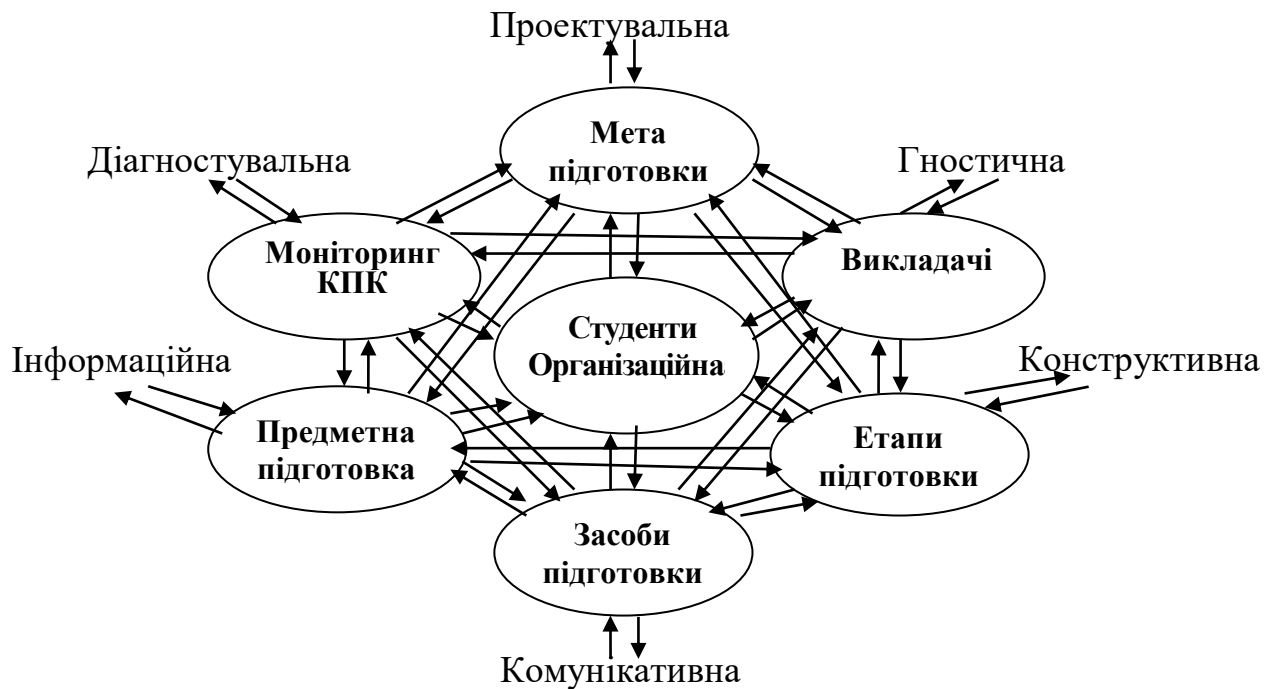 Проектувальна
Мета
підготовки
Діагностувальна
Гностична
Моніторинг
КПК
Викладачі
Студенти
Організаційна
Інформаційна
Конструктивна
Предметна
підготовка
Етапи
підготовки
Засоби
підготовки
Комунікативна